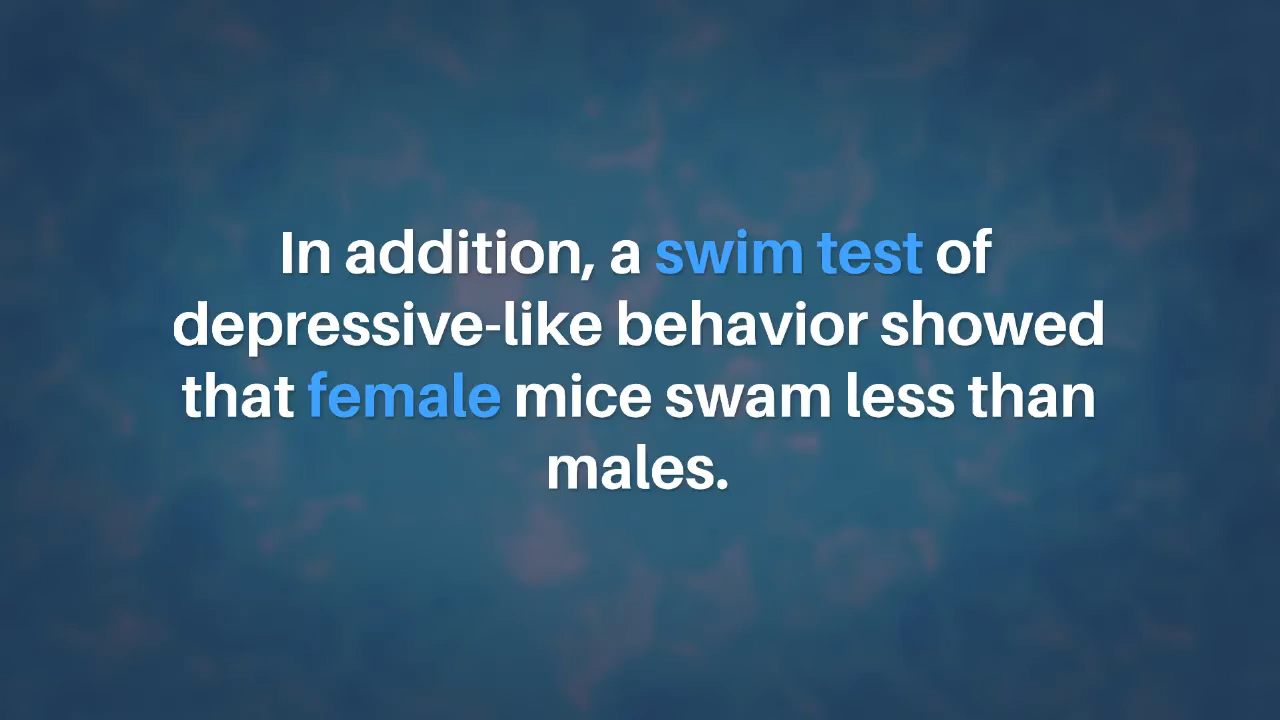 In addition, a swim test of
depressive-like behavior showed
that female mice swam less than
males.